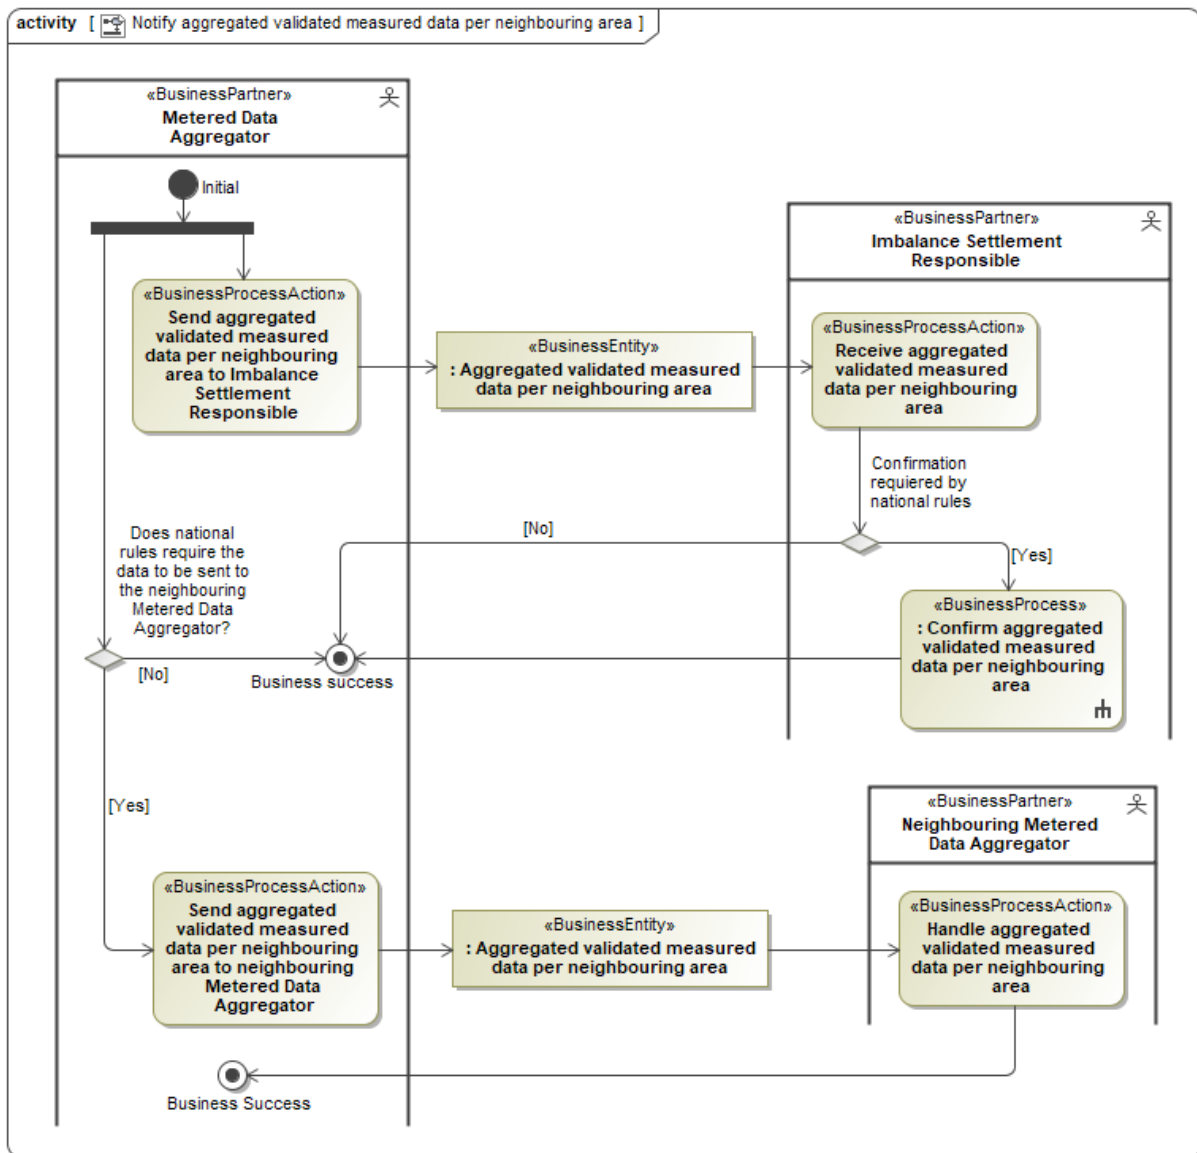 activity [ Notify aggregated validated measured data per neighbouring area ]
«BusinessPartner»
Metered Data
Aggregator
Initial
«BusinessPartner»
Imbalance Settlement
Responsible
«BusinessProcessAction»
Send aggregated
validated measured
data per neighbouring
area to Imbalance
Settlement
Responsible
«BusinessEntity»
: Aggregated validated measured
data per neighbouring area
«BusinessProcessAction»
Receive aggregated
validated measured
data per neighbouring
area
Confirmation
requiered by
national rules
[No]
[Yes]
Does national
rules require the
data to be sent to
the neighbouring
Metered Data
Aggregator?
[No]
Business success
«BusinessProcess»
: Confirm aggregated
validated measured
data per neighbouring
area
[Yes]
«BusinessPartner»
Neighbouring Metered
Data Aggregator
«BusinessProcessAction»
Send aggregated
validated measured
data per neighbouring
area to neighbouring
Metered Data
Aggregator
«BusinessEntity»
: Aggregated validated measured
data per neighbouring area
«BusinessProcessAction»
Handle aggregated
validated measured
data per neighbouring
area
Business Success